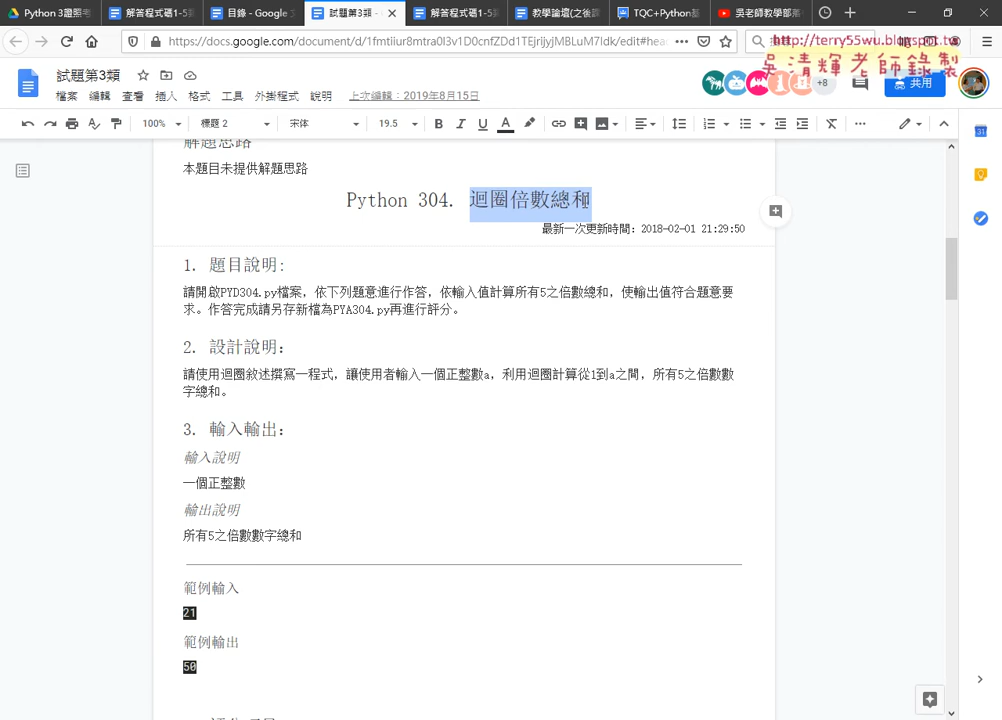 Python 3證照考
解答程式碼1-5類
目錄 - Google 文
試題第3類 -
解答程式碼1-5類
教學論壇(之後課
TQC+Python基
吳老師教學部落
https://docs.google.com/document/d/1fmtiiur8mtra0l3v1D0cnfZDd1TEjrljyjMBLuM7Idk/edit#hea
http://terry55wu.blogspot.tw
吳清輝老師錄製
試題第3類
檔案 編輯 查看 插入 格式 工具 外掛程式 說明 上次編輯：2019年8月15日
+8
共用
100% 標題 2 宋体 19.5 B I U A
31
解題思路
本題目未提供解題思路
Python 304. 迴圈倍數總和
最新一次更新時間：2018-02-01 21:29:50
1. 題目說明:
請開啟PYD304.py檔案，依下列題意進行作答，依輸入值計算所有5之倍數總和，使輸出值符合題意要
求。作答完成請另存新檔為PYA304.py再進行評分。
2. 設計說明：
請使用迴圈敘述撰寫一程式，讓使用者輸入一個正整數a，利用迴圈計算從1到a之間，所有5之倍數數
字總和。
3. 輸入輸出：
輸入說明
一個正整數
輸出說明
所有5之倍數數字總和
範例輸入
21
範例輸出
50